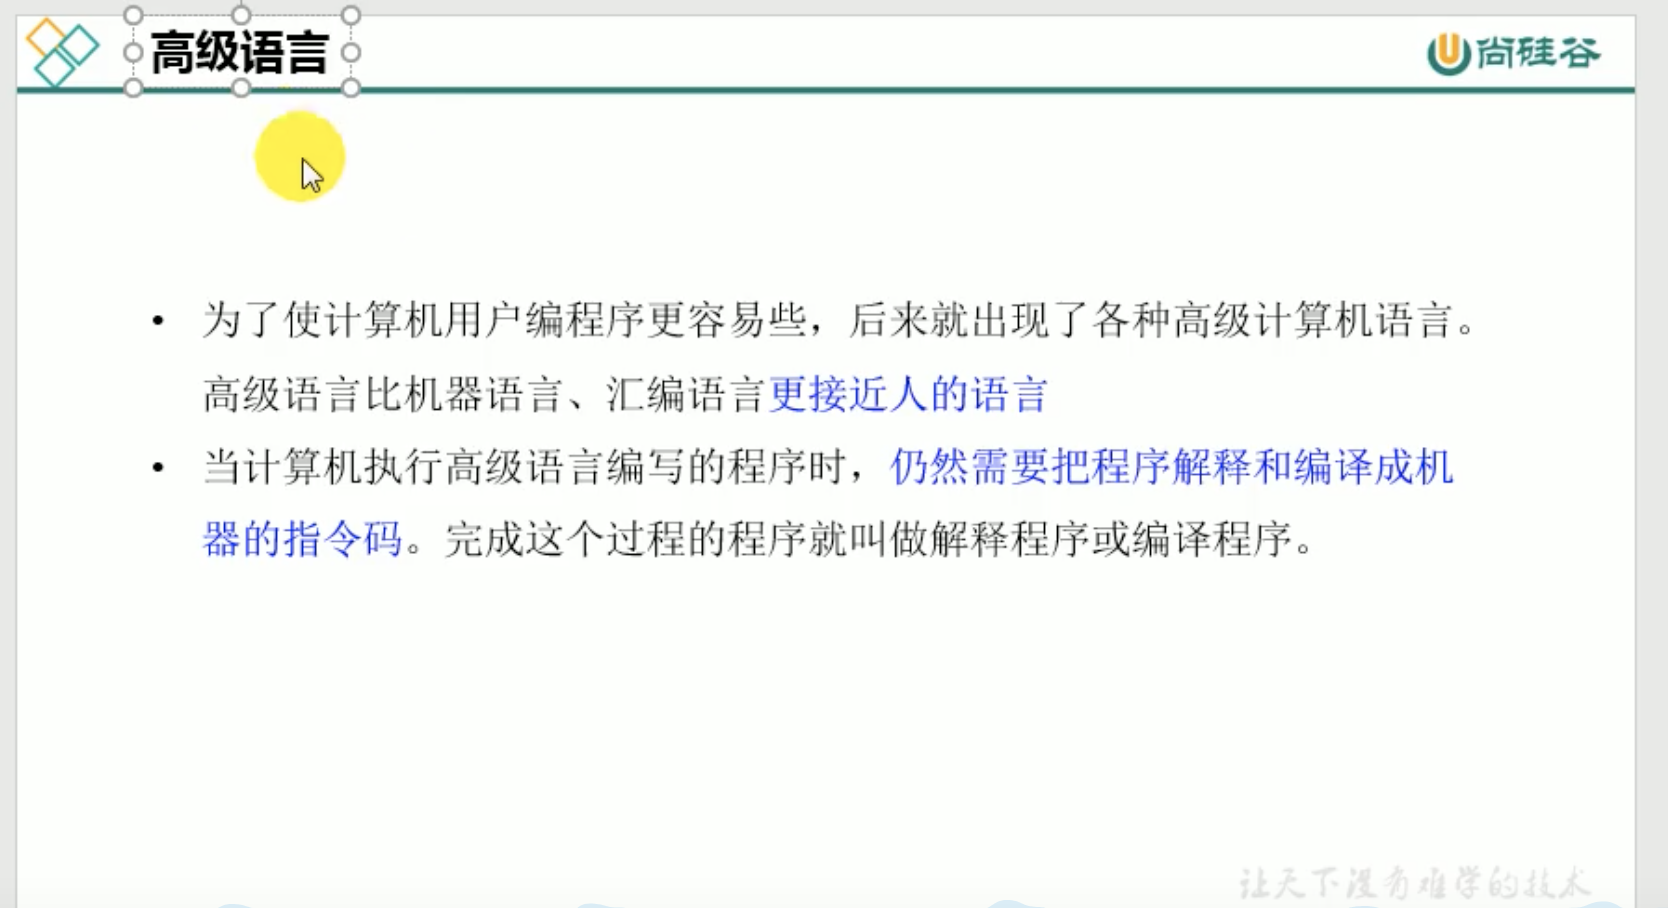 高级语言
尚硅谷
• 为了使计算机用户编程序更容易些，后来就出现了各种高级计算机语言。
高级语言比机器语言、汇编语言更接近人的语言
• 当计算机执行高级语言编写的程序时，仍然需要把程序解释和编译成机
器的指令码。完成这个过程的程序就叫做解释程序或编译程序。
让天下没有难学的技术